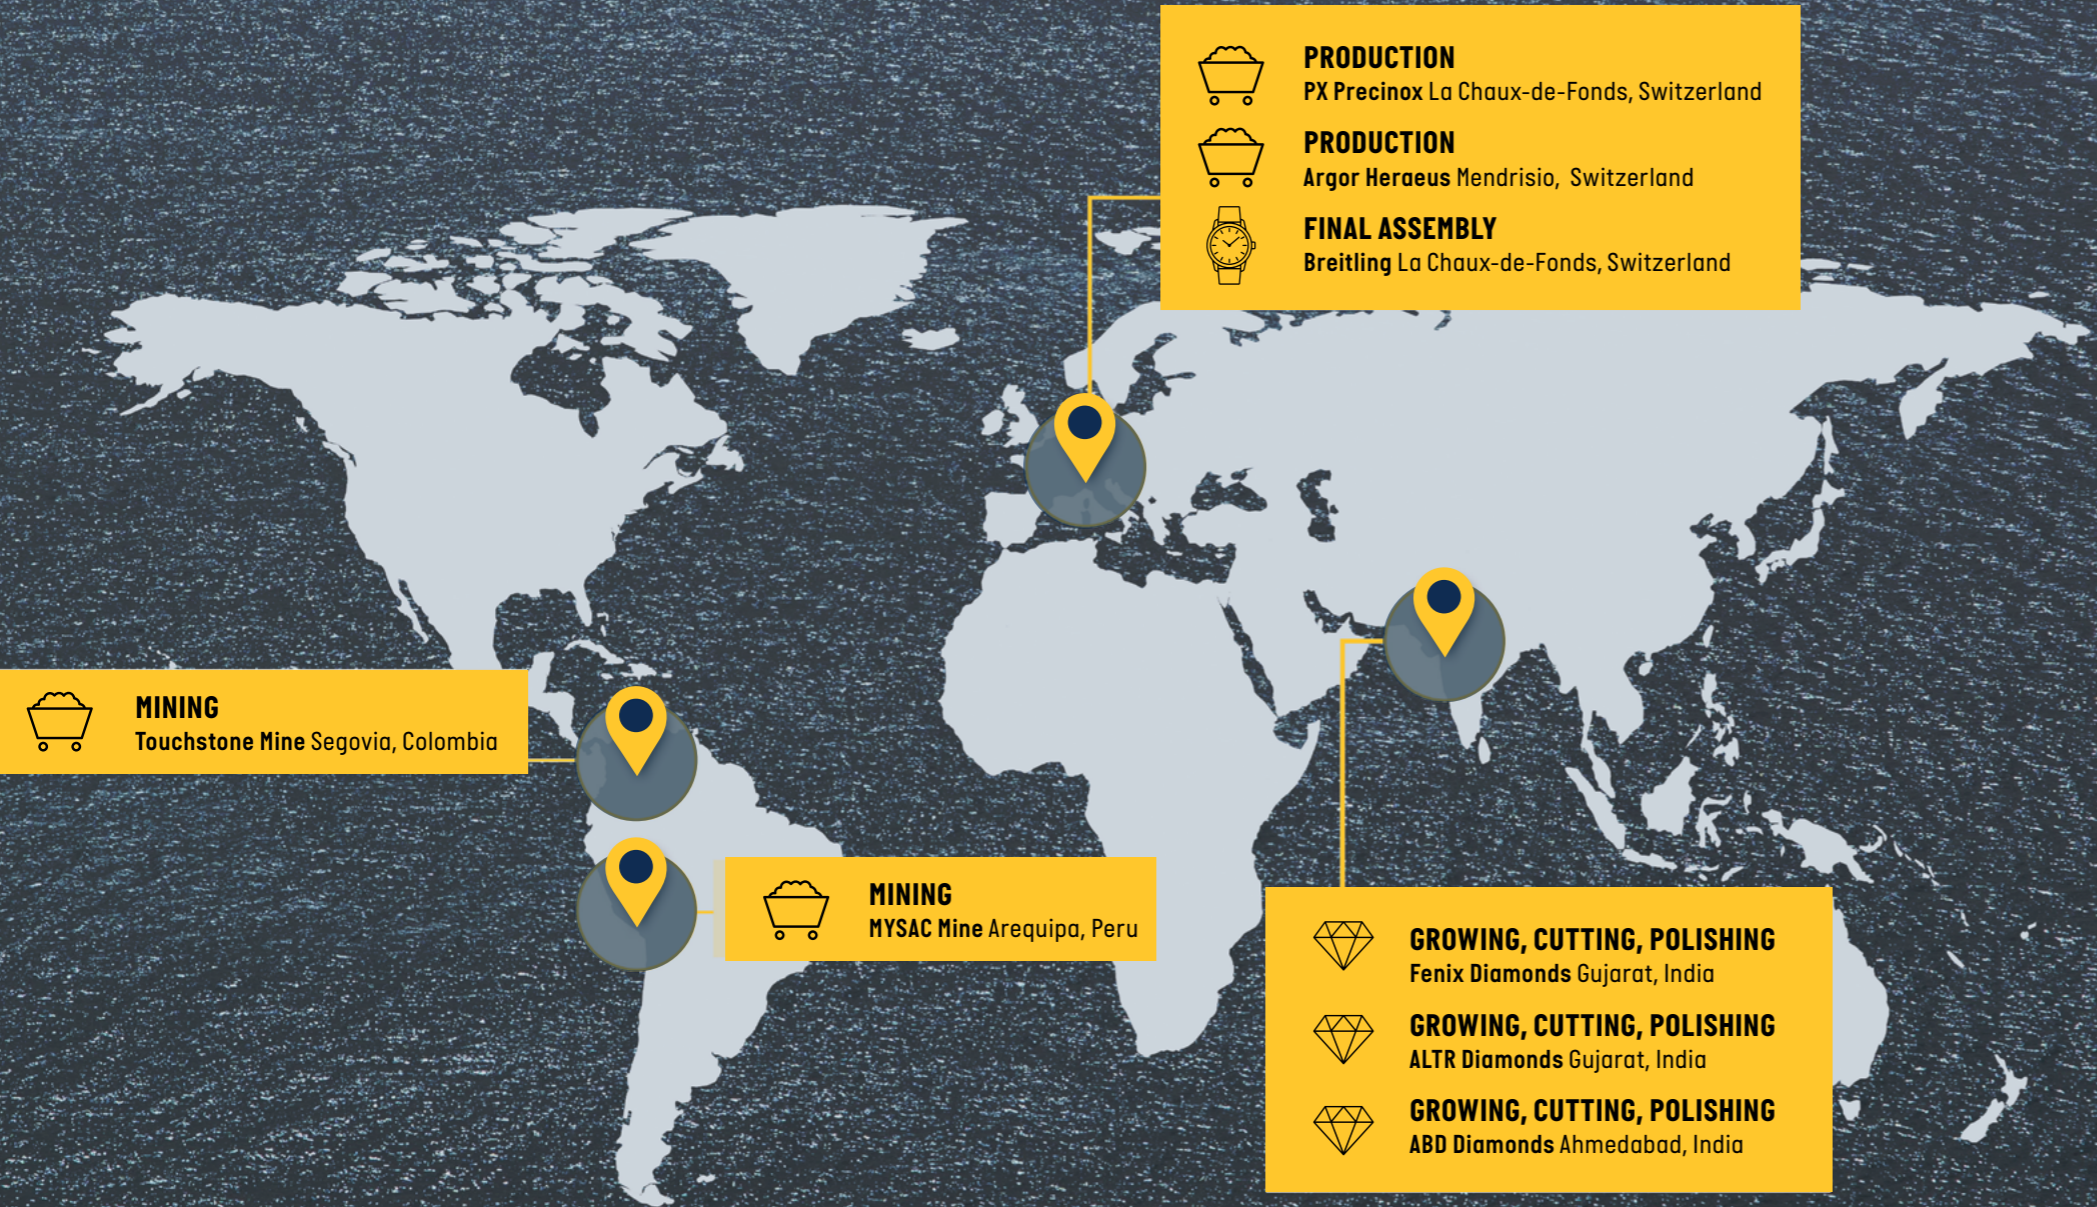 PRODUCTION
PX Precinox La Chaux-de-Fonds, Switzerland
PRODUCTION
Argor Heraeus Mendrisio, Switzerland
FINAL ASSEMBLY
Breitling La Chaux-de-Fonds, Switzerland
MINING
Touchstone Mine Segovia, Colombia
MINING
MYSAC Mine Arequipa, Peru
GROWING, CUTTING, POLISHING
Fenix Diamonds Gujarat, India
GROWING, CUTTING, POLISHING
ALTR Diamonds Gujarat, India
GROWING, CUTTING, POLISHING
ABD Diamonds Ahmedabad, India